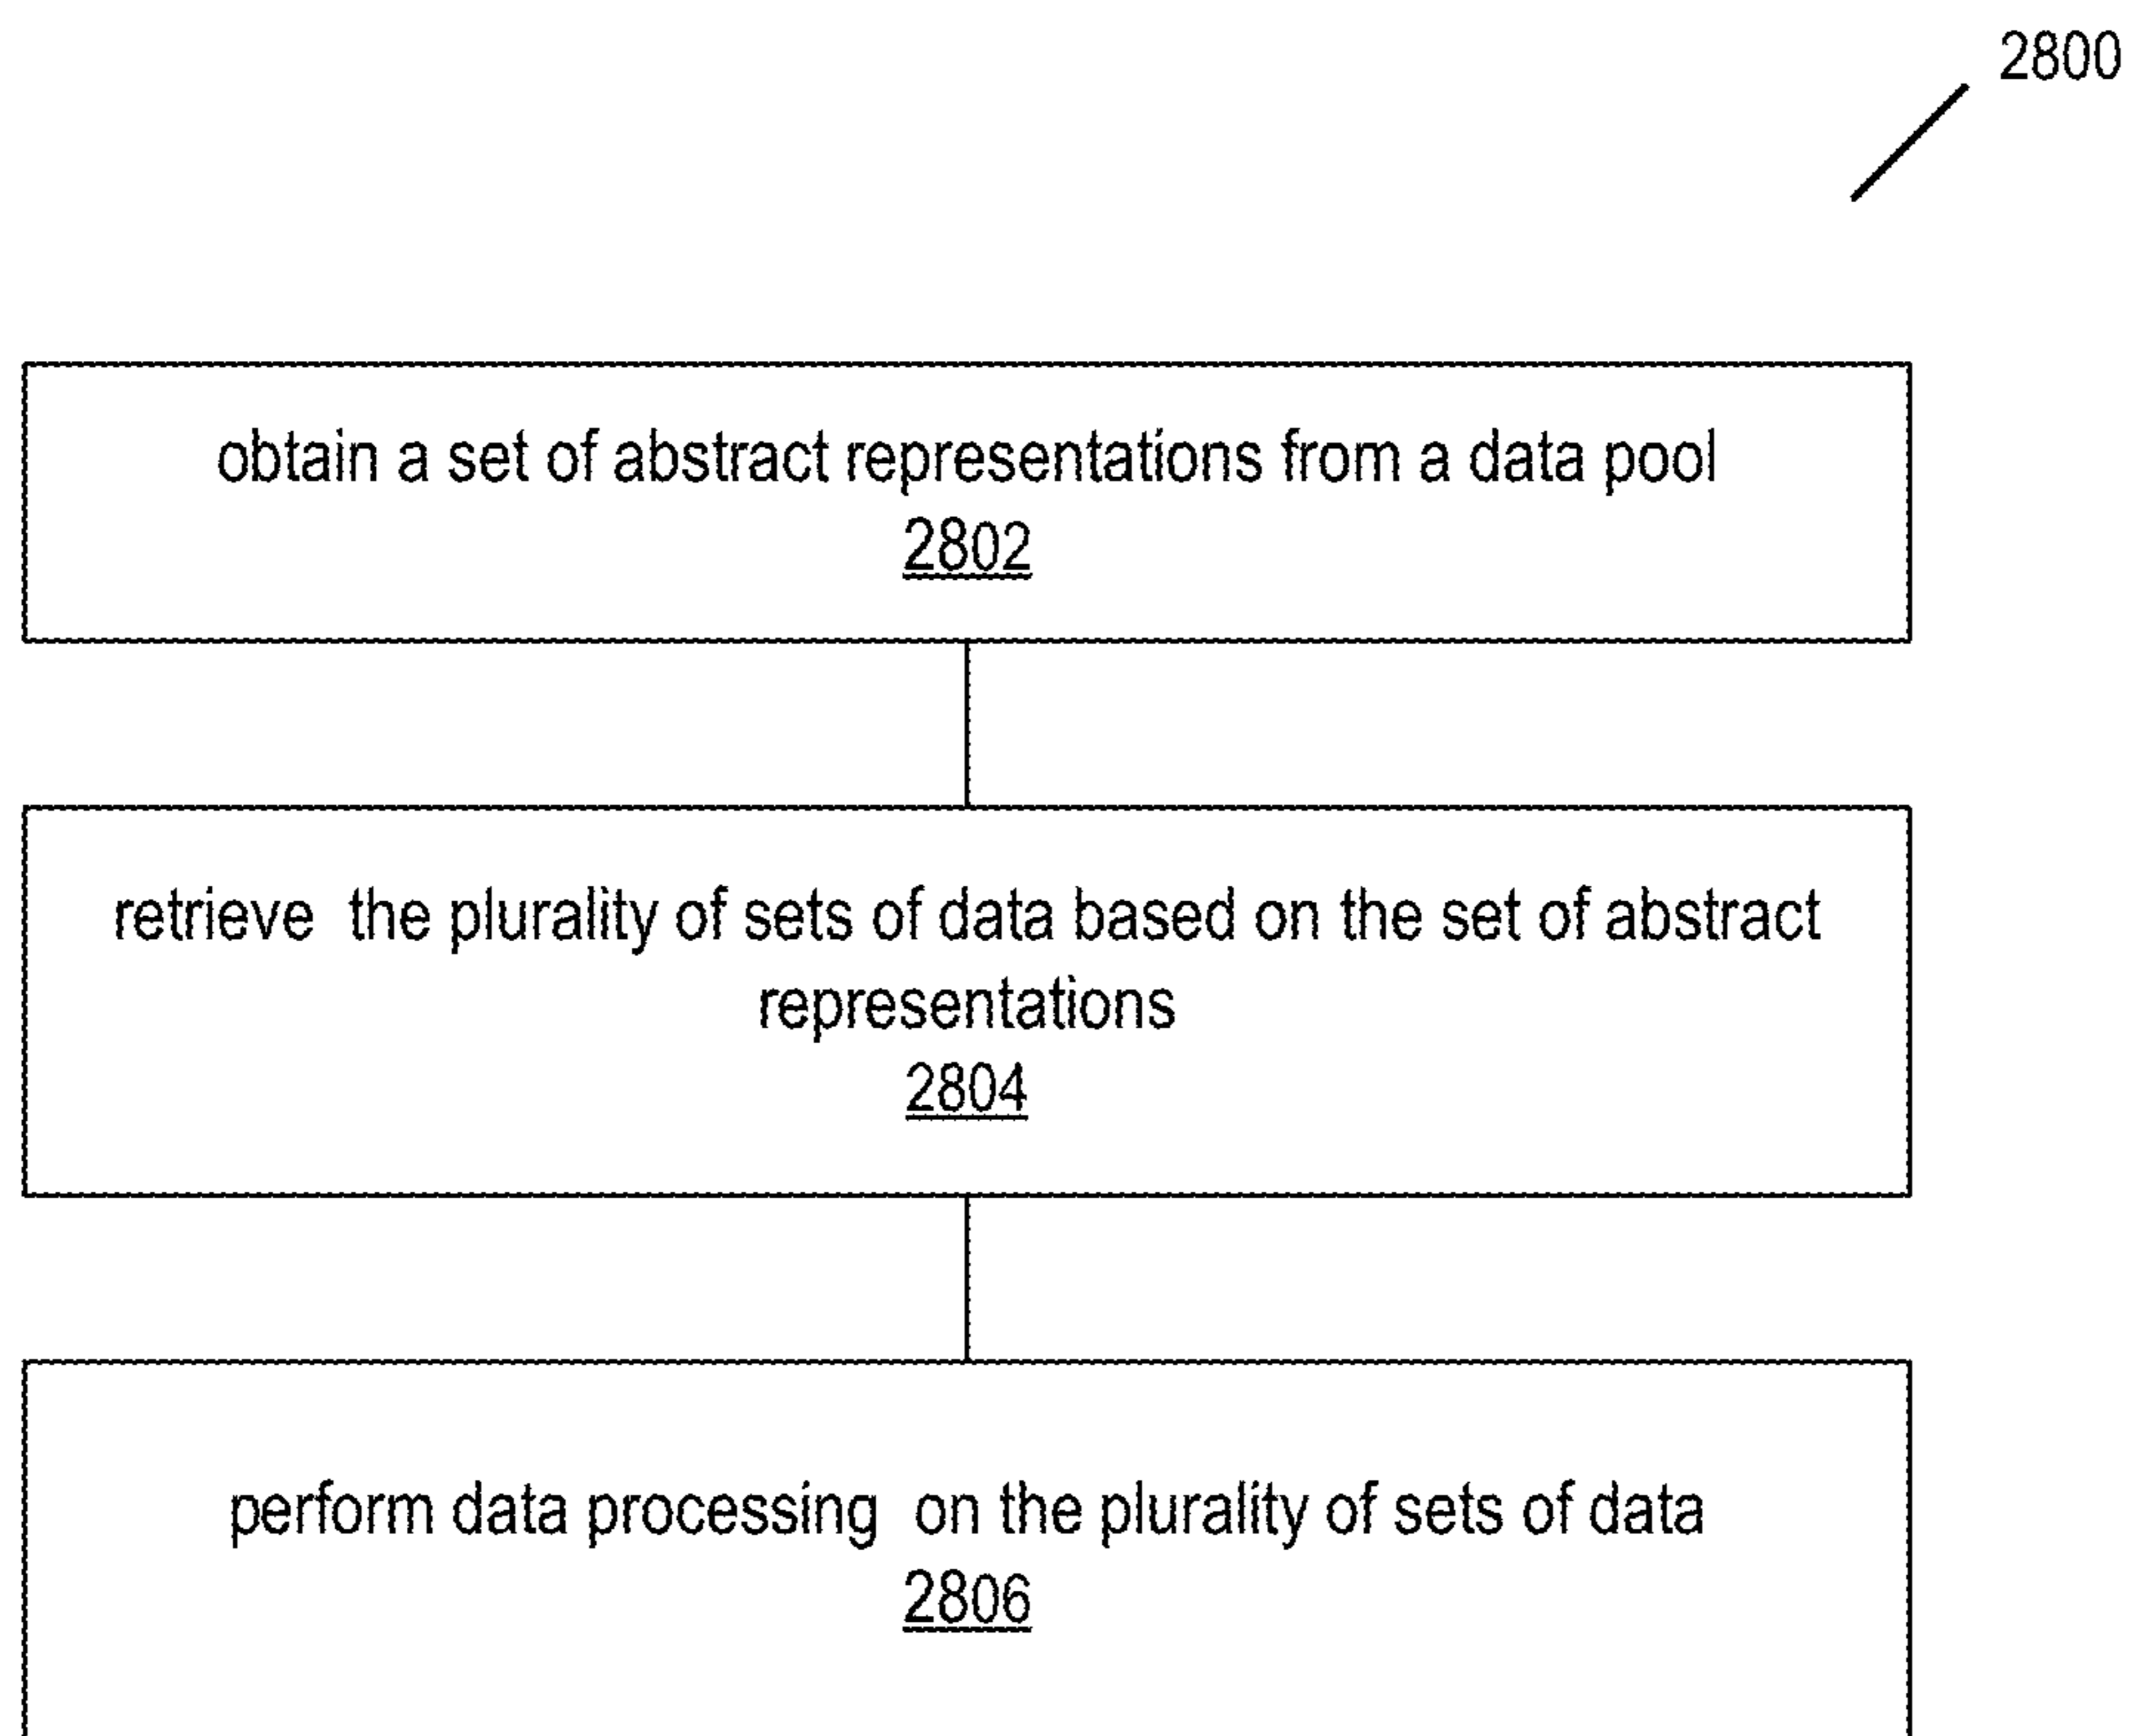 2800
obtain a set of abstract representations from a data pool
2802
retrieve the plurality of sets of data based on the set of abstract
representations
2804
perform data processing on the plurality of sets of data
2806